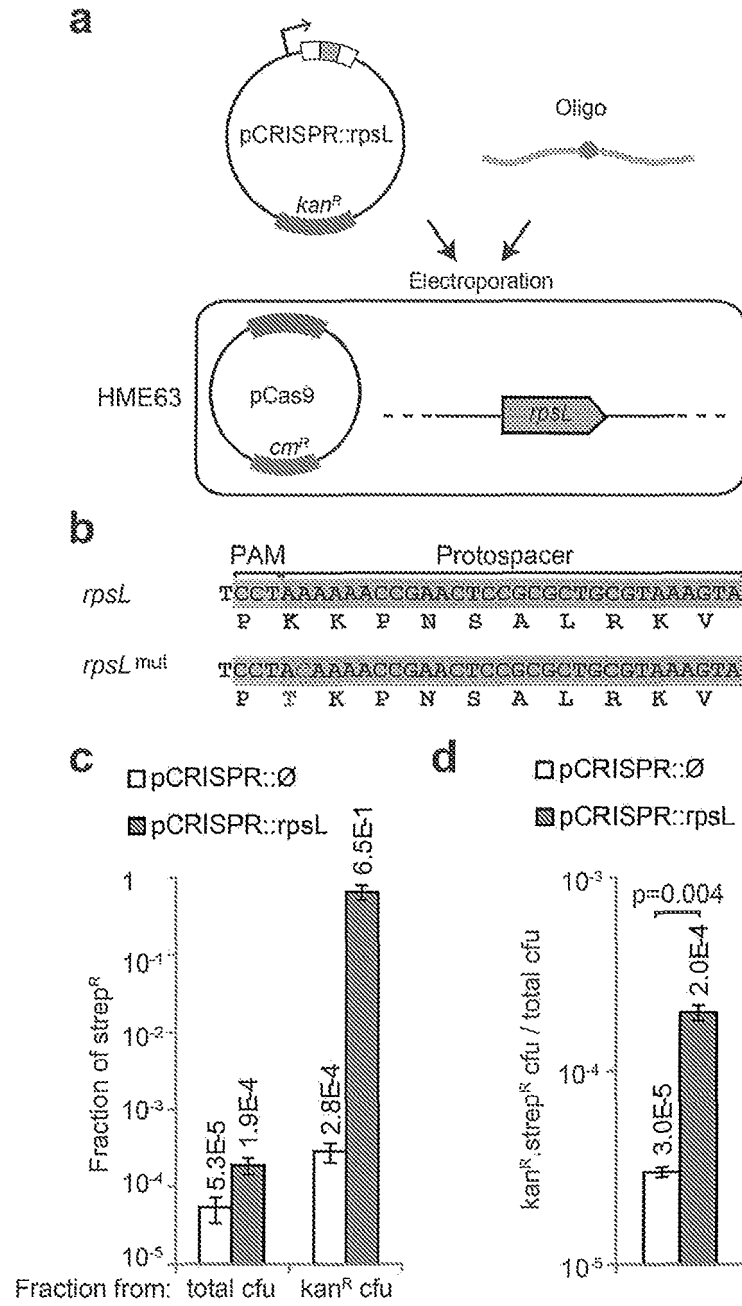 a
pCRISPR::rpsL
kanR
Oligo
Electroporation
HME63
pCas9
cmR
rpsL
b
PAM Protospacer
rpsL TCCTAAAAAAACCGAACTCCGCGCTGCGTAAAGTA
P K K P N S A L R K V
rpsL mut TCCTACAAAACCGAACTCCGCGCTGCGTAAAGTA
P T K P N S A L R K V
c
pCRISPR::Ø
pCRISPR::rpsL
Fraction of strepR
1
10-1
10-2
10-3
10-4
10-5
5.3E-5
1.9E-4
2.8E-4
6.5E-1
Fraction from: total cfu kanR cfu
d
pCRISPR::Ø
pCRISPR::rpsL
kanR.strepR cfu / total cfu
10-3
10-4
10-5
p=0.004
3.0E-5
2.0E-4